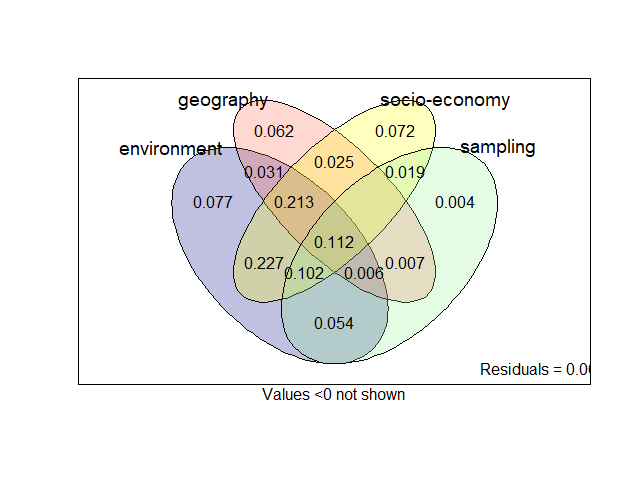 geography socio-economy
0.062 0.072
environment sampling
0.025
0.031 0.019
0.077 0.213 0.004
0.112
0.227 0.007
0.102 0.006
0.054
Residuals = 0.00
Values <0 not shown